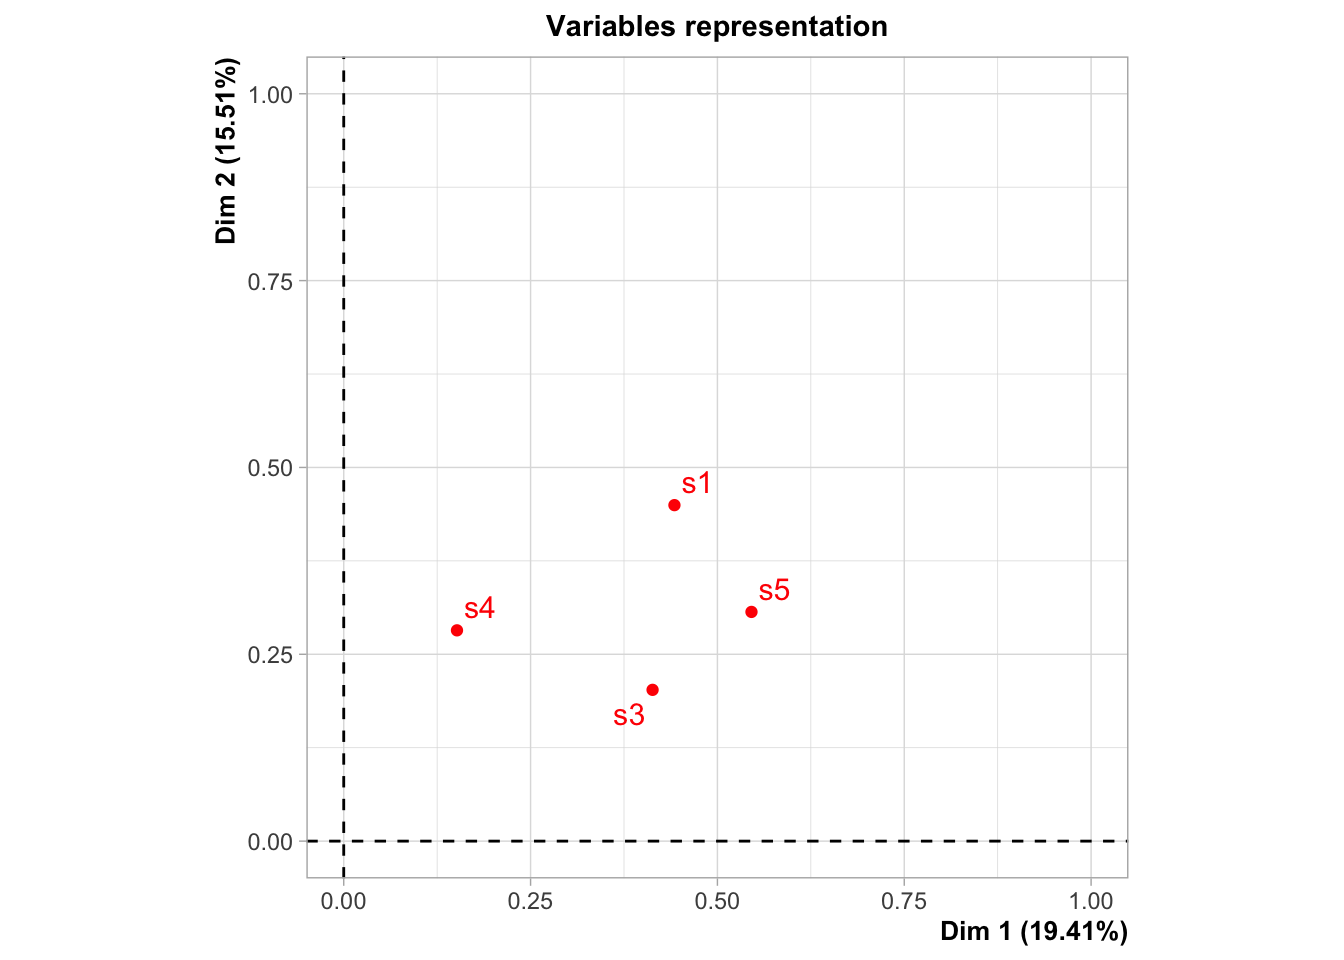 Variables representation
Dim 2 (15.51%)
1.00
0.75
0.50
0.25
0.00
s1
s5
s4
s3
0.00 0.25 0.50 0.75 1.00
Dim 1 (19.41%)